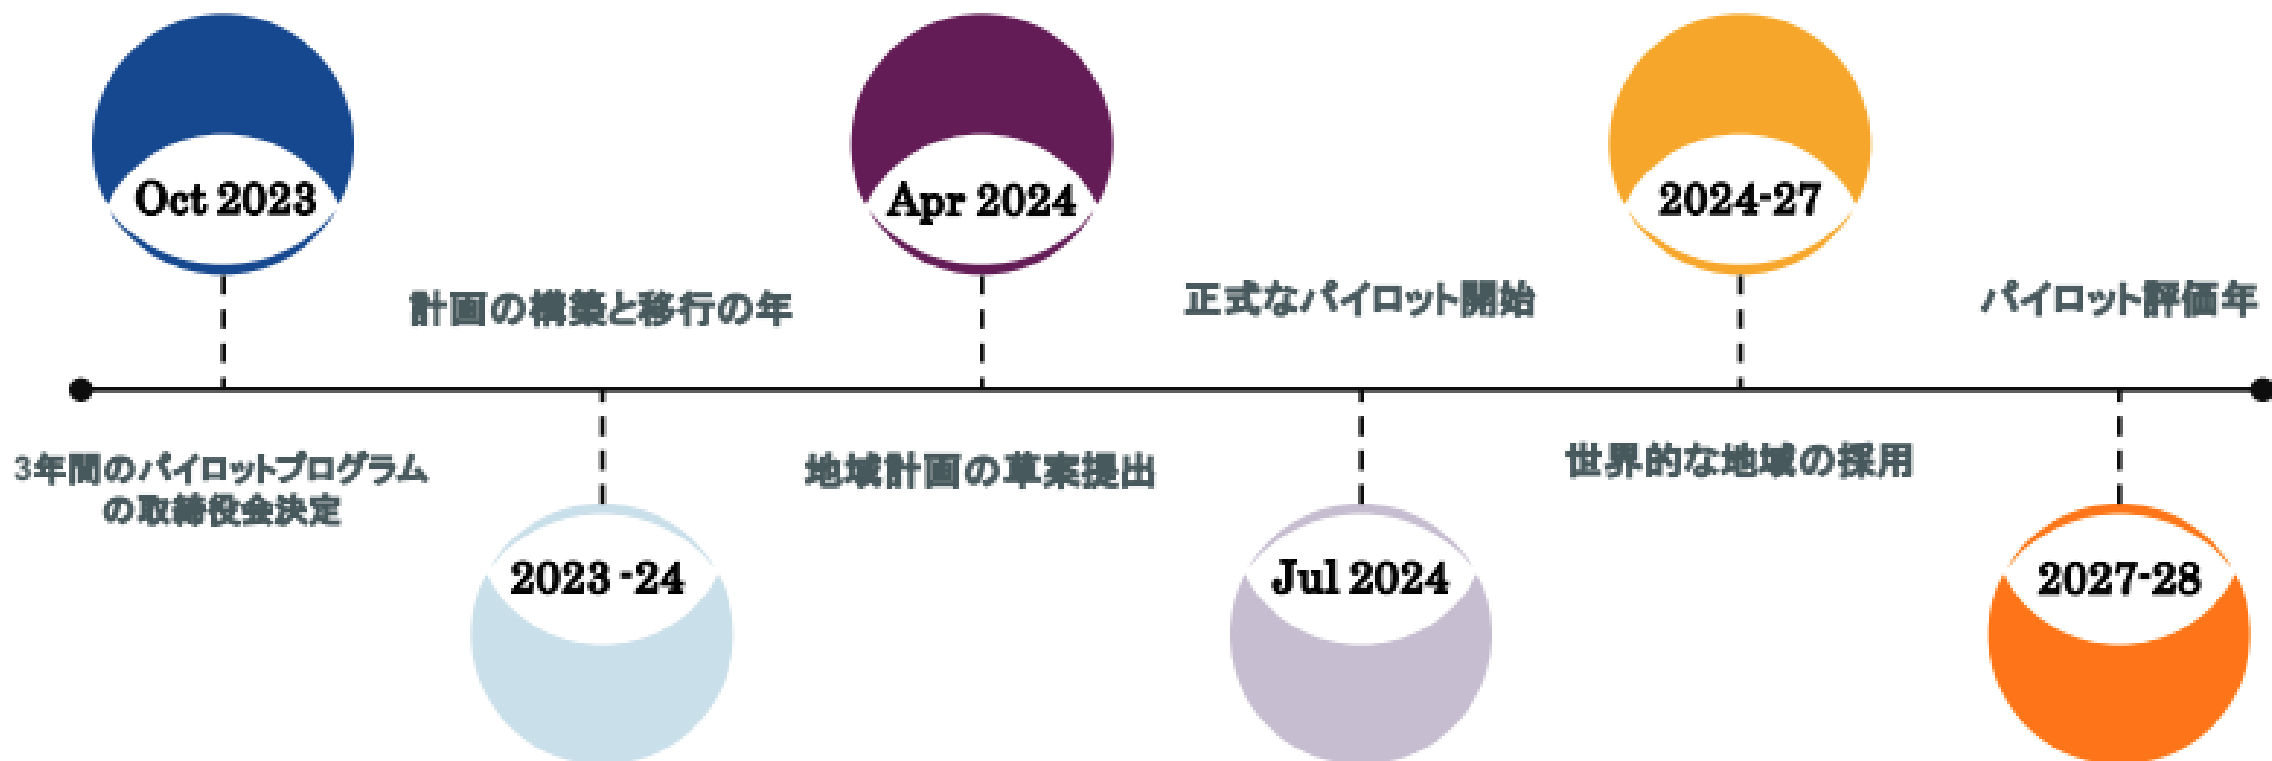 Oct 2023
3年間のパイロットプログラム
の取締役会決定
計画の構築と移行の年
2023 -24
Apr 2024
地域計画の草案提出
正式なパイロット開始
Jul 2024
2024-27
世界的な地域の採用
パイロット評価年
2027-28